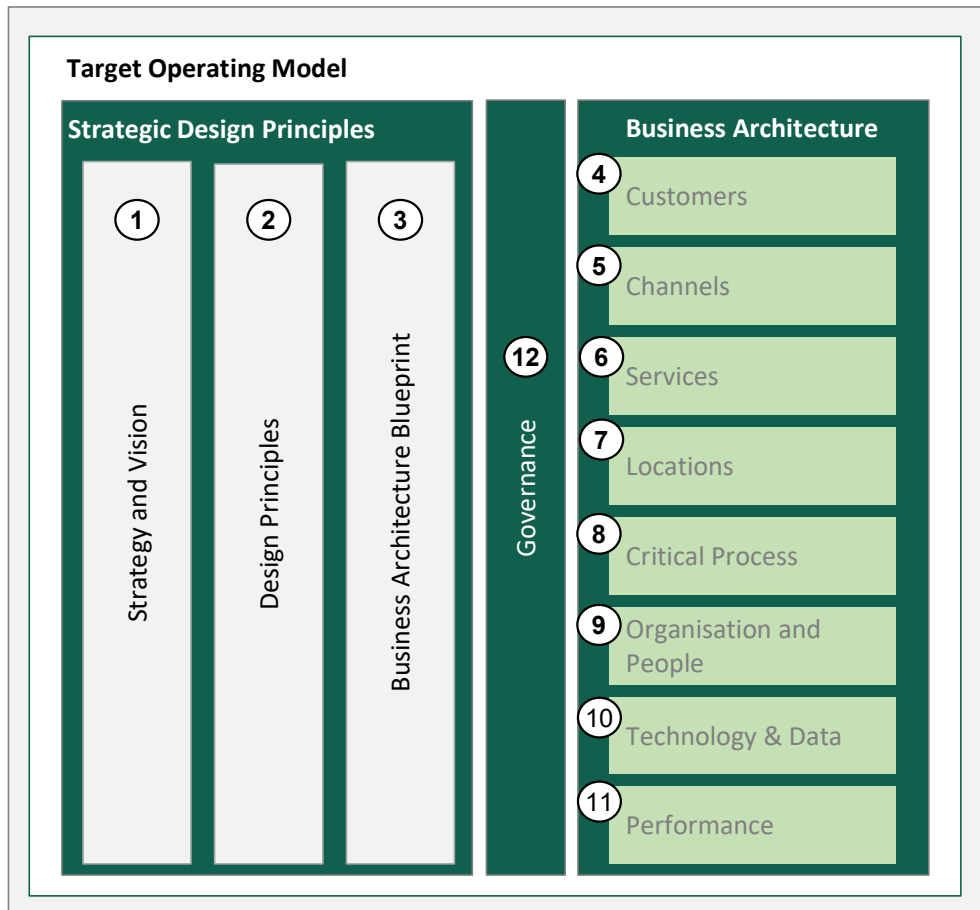 Target Operating Model
Strategic Design Principles
1
Strategy and Vision
2
Design Principles
3
Business Architecture Blueprint
12
Governance
Business Architecture
4
Customers
5
Channels
6
Services
7
Locations
8
Critical Process
9
Organisation and
People
10
Technology & Data
11
Performance